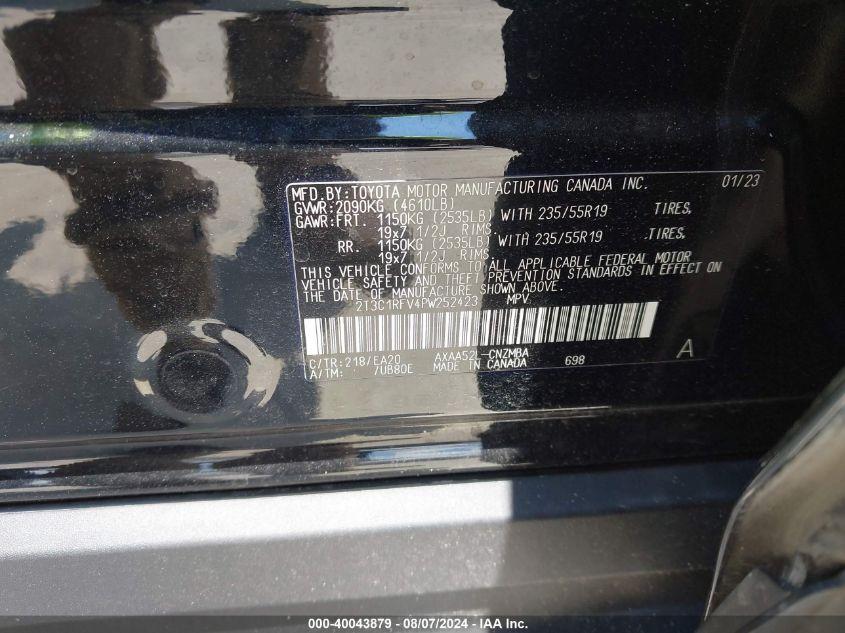 MFD.BY:TOYOTA MOTOR MANUFACTURING CANADA INC. 01/23
GVWR:2090KG (4610LB)
GAWR:FRT. 1150KG (2535LB) WITH 235/55R19 TIRES,
19x7 1/2J RIMS.
RR. 1150KG (2535LB) WITH 235/55R19 TIRES,
19x7 1/2J RIMS.
THIS VEHICLE CONFORMS TO ALL APPLICABLE FEDERAL MOTOR
VEHICLE SAFETY AND THEFT PREVENTION STANDARDS IN EFFECT ON
THE DATE OF MANUFACTURE SHOWN ABOVE.
2T3C1RFV4PW252423 MPV.
C/TR:218/EA20 AXAA52L-CNZMBA 698 A
A/TM: /UB80E MADE IN CANADA
000-40043879 - 08/07/2024 - IAA Inc.